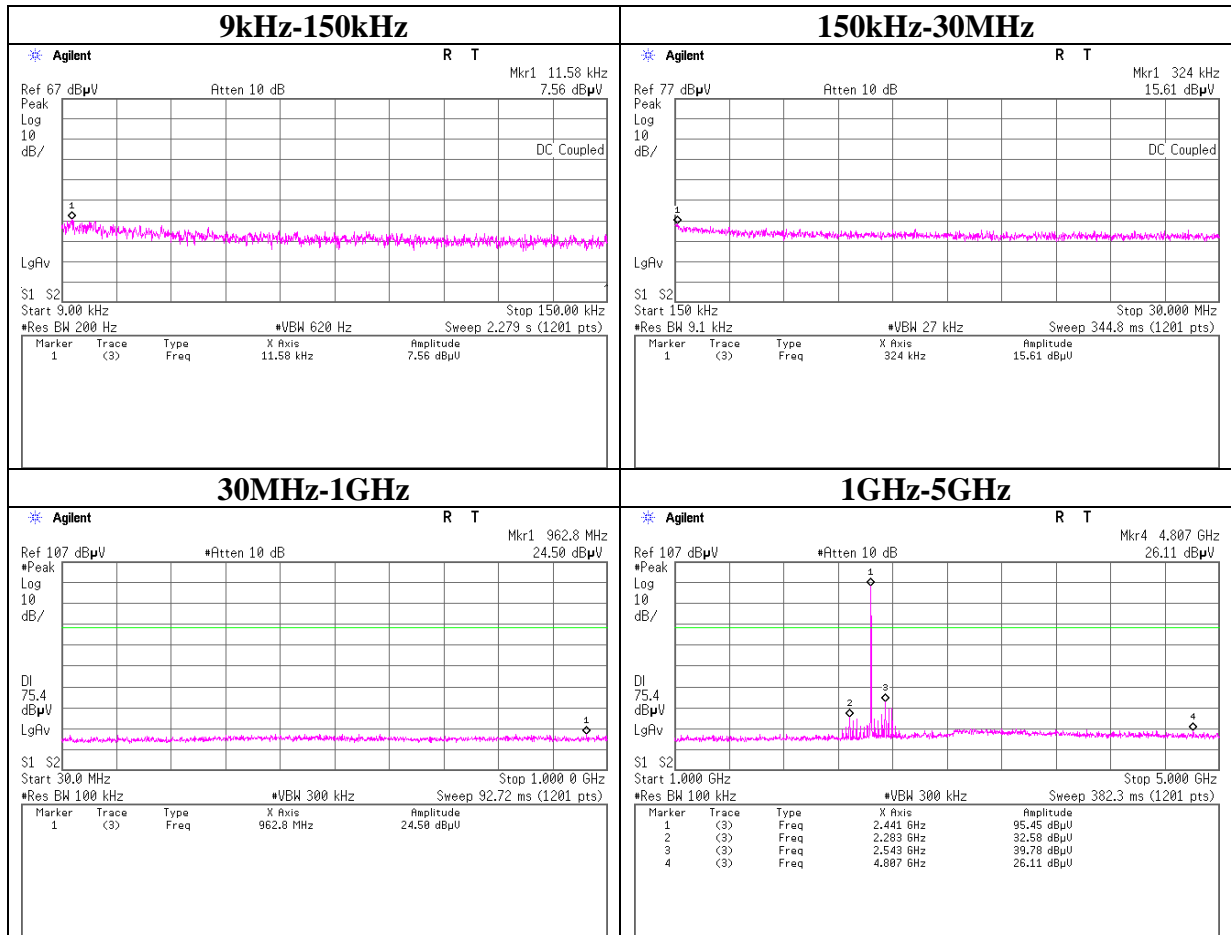 9kHz-150kHz
Agilent R T
Mkr1 11.58 kHz
Ref 67 dBµV Atten 10 dB 7.56 dBµV
Peak
Log
10
dB/
DC Coupled
1
LgAv
S1 S2
Start 9.00 kHz Stop 150.00 kHz
#Res BW 200 Hz #VBW 620 Hz Sweep 2.279 s (1201 pts)
Marker Trace Type X Axis Amplitude
1 (3) Freq 11.58 kHz 7.56 dBµV
150kHz-30MHz
Agilent R T
Mkr1 324 kHz
Ref 77 dBµV Atten 10 dB 15.61 dBµV
Peak
Log
10
dB/
DC Coupled
1
LgAv
S1 S2
Start 150 kHz Stop 30.000 MHz
#Res BW 9.1 kHz #VBW 27 kHz Sweep 344.8 ms (1201 pts)
Marker Trace Type X Axis Amplitude
1 (3) Freq 324 kHz 15.61 dBµV
30MHz-1GHz
Agilent R T
Mkr1 962.8 MHz
Ref 107 dBµV #Atten 10 dB 24.50 dBµV
#Peak
Log
10
dB/
DI
75.4
dBµV
1
LgAv
S1 S2
Start 30.0 MHz Stop 1.000 0 GHz
#Res BW 100 kHz #VBW 300 kHz Sweep 92.72 ms (1201 pts)
Marker Trace Type X Axis Amplitude
1 (3) Freq 962.8 MHz 24.50 dBµV
1GHz-5GHz
Agilent R T
Mkr4 4.807 GHz
Ref 107 dBµV #Atten 10 dB 26.11 dBµV
#Peak
1
Log
10
dB/
DI
3
75.4
2
dBµV
4
LgAv
S1 S2
Start 1.000 GHz Stop 5.000 GHz
#Res BW 100 kHz #VBW 300 kHz Sweep 382.3 ms (1201 pts)
Marker Trace Type X Axis Amplitude
1 (3) Freq 2.441 GHz 95.45 dBµV
2 (3) Freq 2.283 GHz 32.58 dBµV
3 (3) Freq 2.543 GHz 39.78 dBµV
4 (3) Freq 4.807 GHz 26.11 dBµV